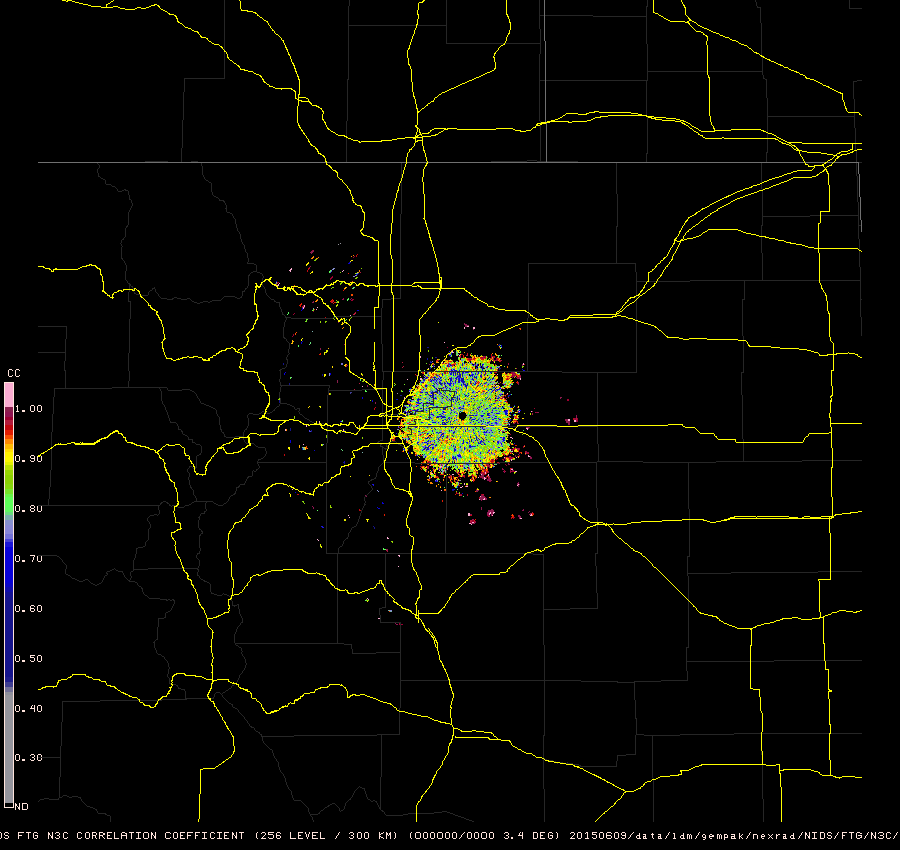 CC
1.00
0.90
0.80
0.70
0.60
0.50
0.40
0.30
ND
DS FTG N3C CORRELATION COEFFICIENT (256 LEVEL / 300 KM) (000000/0000 3.4 DEG) 20150609/data/ldm/gempak/nexrad/NIDS/FTG/N3C/